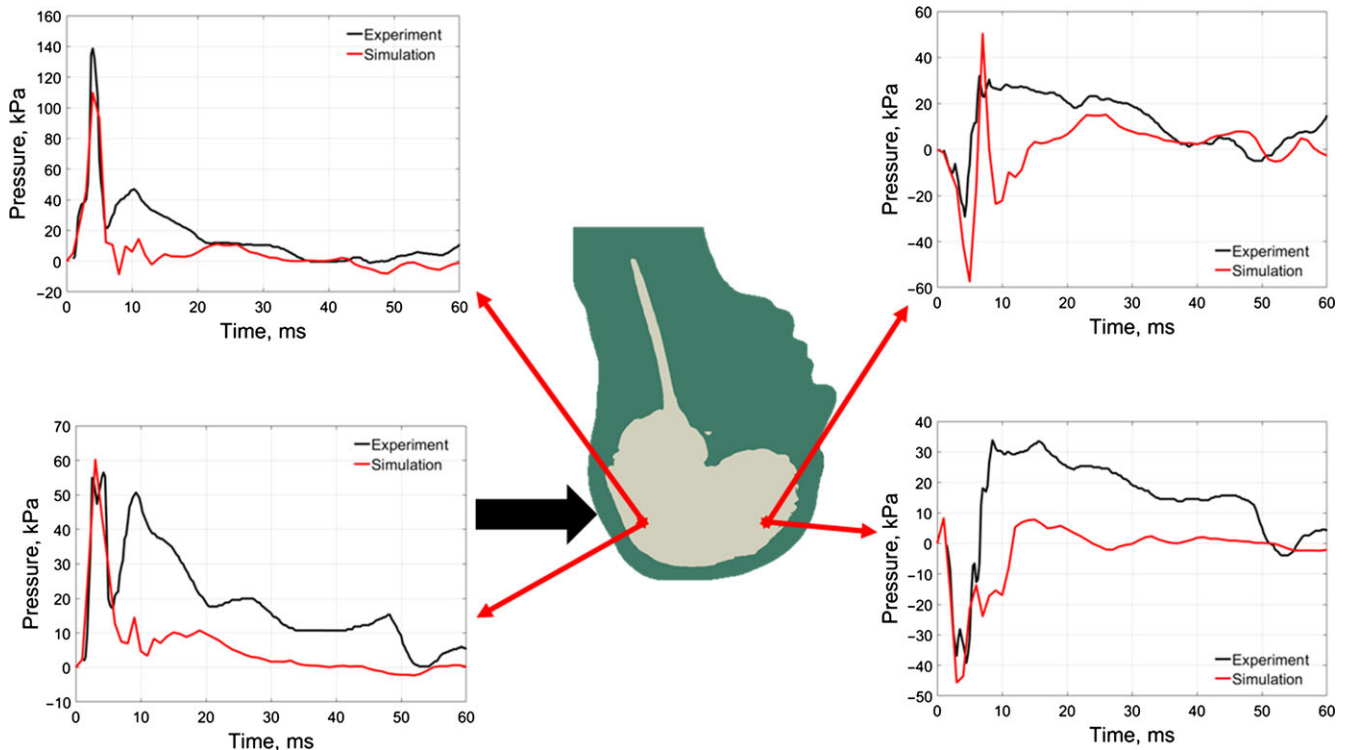 160
140
120
100
80
60
40
20
0
−20
Pressure, kPa
Experiment
Simulation
0 10 20 30 40 50 60
Time, ms
60
40
20
0
−20
−40
−60
Pressure, kPa
Experiment
Simulation
0 10 20 30 40 50 60
Time, ms
70
60
50
40
30
20
10
0
−10
Pressure, kPa
Experiment
Simulation
0 10 20 30 40 50 60
Time, ms
40
30
20
10
0
−10
−20
−30
−40
−50
Pressure, kPa
Experiment
Simulation
0 10 20 30 40 50 60
Time, ms